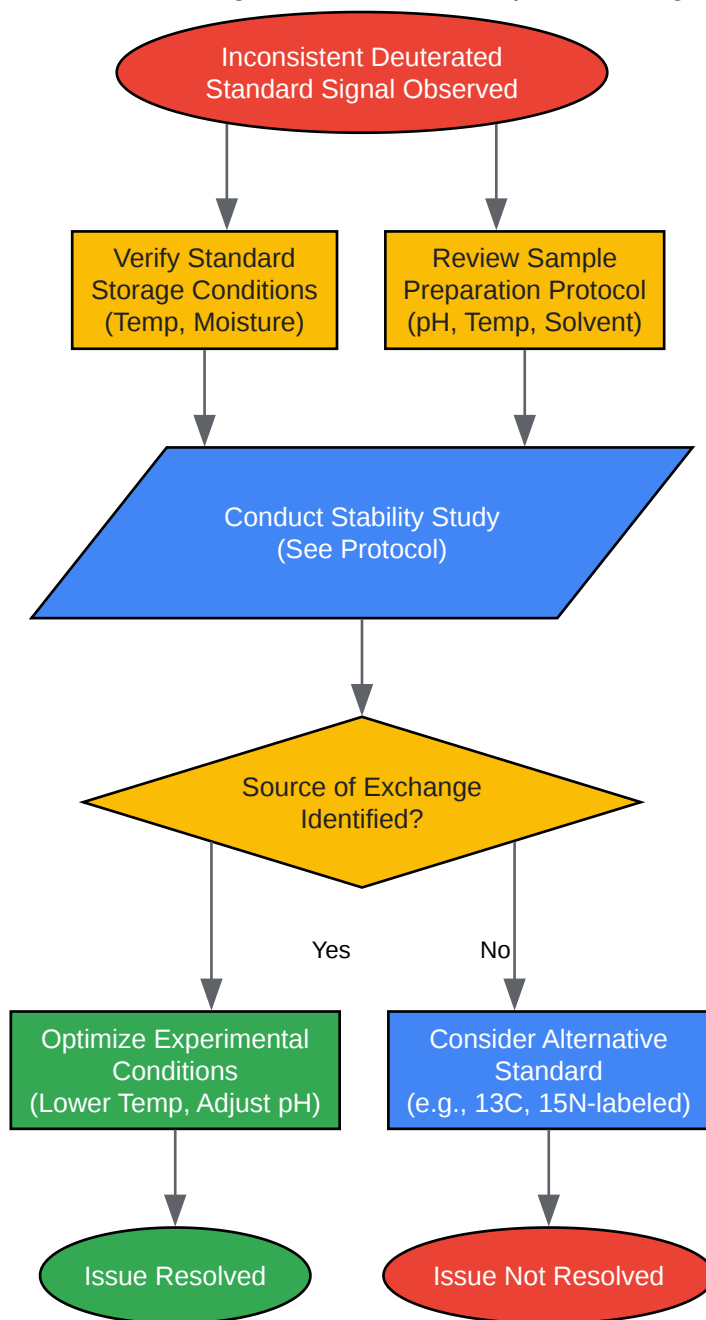 Inconsistent Deuterated
Standard Signal Observed
Verify Standard
Storage Conditions
(Temp, Moisture)
Review Sample
Preparation Protocol
(pH, Temp, Solvent)
Conduct Stability Study
(See Protocol)
Source of Exchange
Identified?
Yes
No
Optimize Experimental
Conditions
(Lower Temp, Adjust pH)
Consider Alternative
Standard
(e.g., 13C, 15N-labeled)
Issue Resolved
Issue Not Resolved